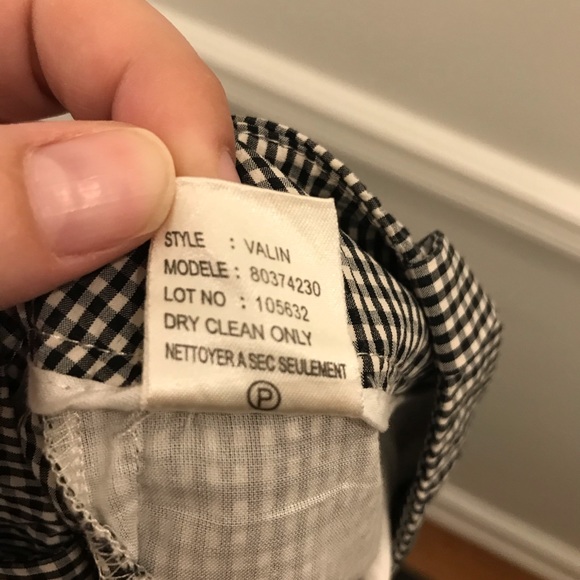 STYLE : VALIN
MODELE : 80374230
LOT NO : 105632
DRY CLEAN ONLY
NETTOYER A SEC SEULEMENT
P